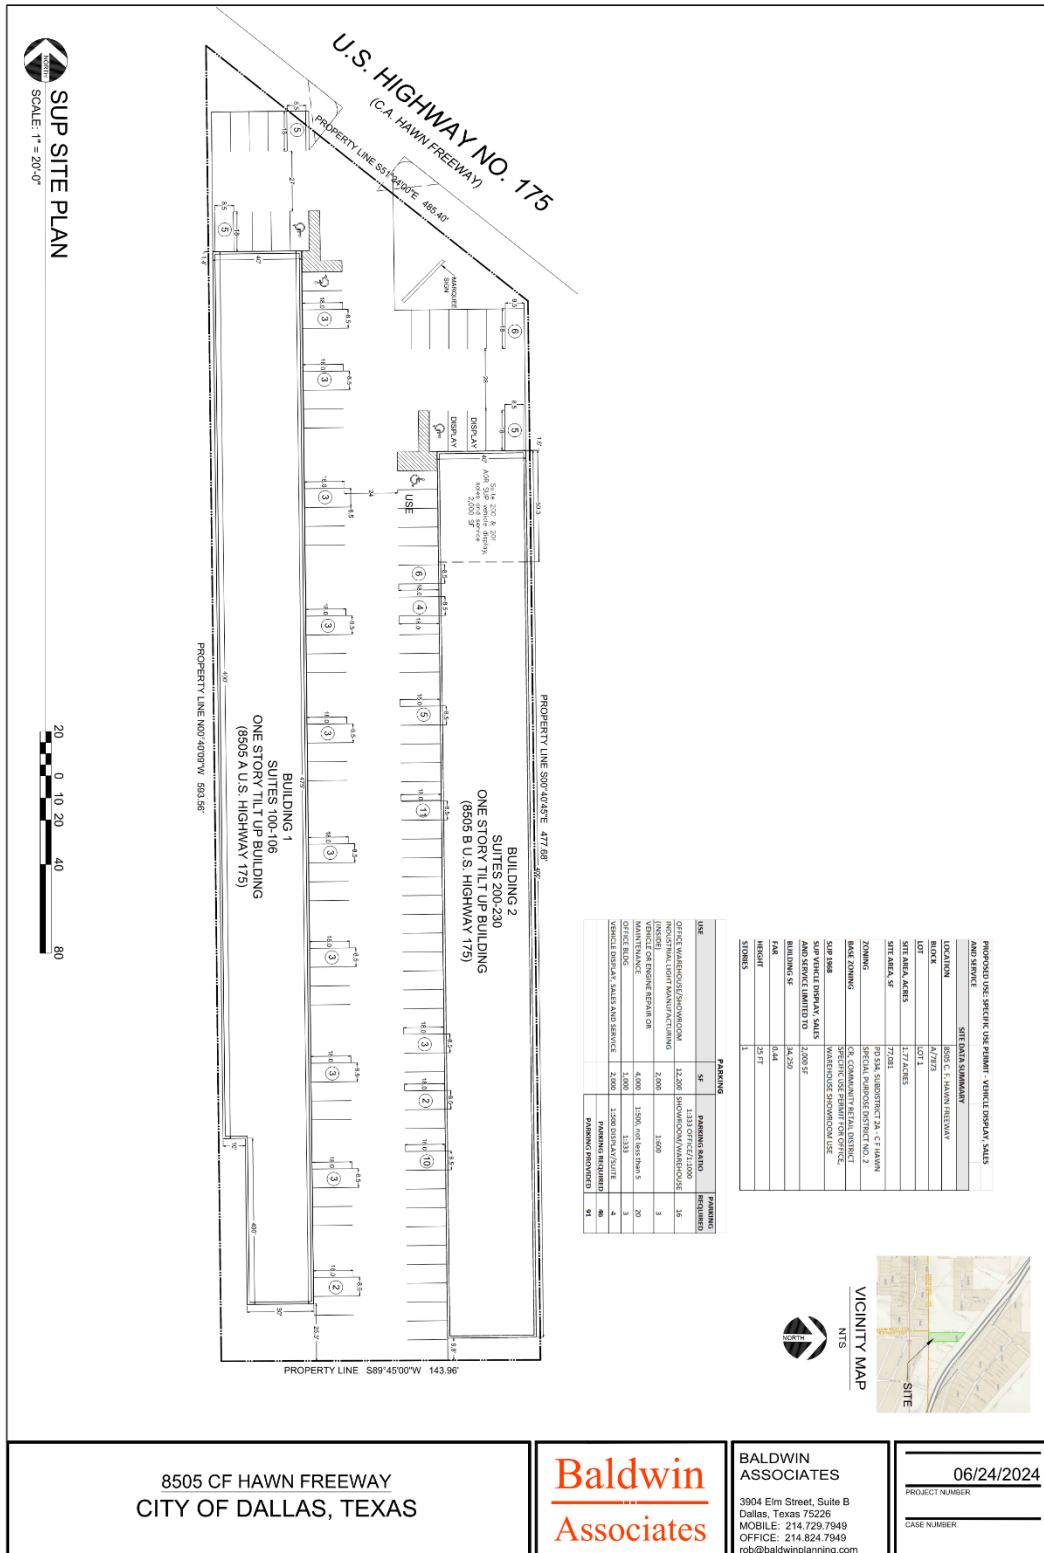 SUP SITE PLAN
SCALE: 1" = 20'-0"
NORTH
U.S. HIGHWAY NO. 175
(C.A. HAWN FREEWAY)
PROPERTY LINE S51°34'00"E 485.40'
MARQUEE
SIGN
DISPLAY
DISPLAY
USE
Suite 200 & 201
AOR SUP vehicle display,
sales and service
2,000 SF
PROPERTY LINE S00°40'45"E 477.68'
PROPERTY LINE N00°40'09"W 593.56'
PROPERTY LINE S89°45'00"W 143.96'
BUILDING 1
SUITES 100-106
ONE STORY TILT UP BUILDING
(8505 A U.S. HIGHWAY 175)
BUILDING 2
SUITES 200-230
ONE STORY TILT UP BUILDING
(8505 B U.S. HIGHWAY 175)
20 0 10 20 40 80
PROPOSED USE: SPECIFIC USE PERMIT - VEHICLE DISPLAY, SALES
AND SERVICE
SITE DATA SUMMARY
LOCATION 8505 C. F. HAWN FREEWAY
BLOCK A/7873
LOT LOT 1
SITE AREA, ACRES 1.77 ACRES
SITE AREA, SF 77,081
ZONING PD 534, SUBDISTRICT 2A - C F HAWN
SPECIAL PURPOSE DISTRICT NO. 2
BASE ZONING CR, COMMUNITY RETAIL DISTRICT
SUP 1968 SPECIFIC USE PERMIT FOR OFFICE,
WAREHOUSE SHOWROOM USE
SUP VEHICLE DISPLAY, SALES
AND SERVICE LIMITED TO 2,000 SF
BUILDING SF 34,250
FAR 0.44
HEIGHT 25 FT
STORIES 1
PARKING
USE SF PARKING RATIO PARKING
REQUIRED
OFFICE WAREHOUSE/SHOWROOM 12,200 1:333 OFFICE/1:1000
SHOWROOM/WAREHOUSE 16
INDUSTRIAL LIGHT MANUFACTURING
(INSIDE) 2,000 1:600 3
VEHICLE OR ENGINE REPAIR OR
MAINTENANCE 4,000 1:500, not less than 5 20
OFFICE BLDG 1,000 1:333 3
VEHICLE DISPLAY, SALES AND SERVICE 2,000 1:500 DISPLAY/SUITE 4
PARKING REQUIRED 46
PARKING PROVIDED 91
VICINITY MAP
NTS
NORTH
SITE
8505 CF HAWN FREEWAY
CITY OF DALLAS, TEXAS
Baldwin
Associates
BALDWIN
ASSOCIATES
3904 Elm Street, Suite B
Dallas, Texas 75226
MOBILE: 214.729.7949
OFFICE: 214.824.7949
rob@baldwinplanning.com
06/24/2024
PROJECT NUMBER
CASE NUMBER